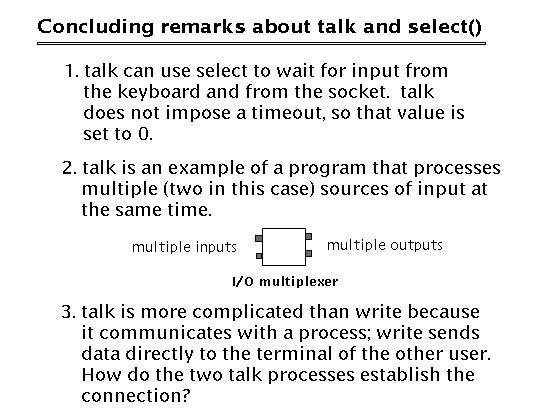 Concluding remarks about talk and select()
1. talk can use select to wait for input from
the keyboard and from the socket. talk
does not impose a timeout, so that value is
set to 0.
2. talk is an example of a program that processes
multiple (two in this case) sources of input at
the same time.
multiple inputs multiple outputs
I/O multiplexer
3. talk is more complicated than write because
it communicates with a process; write sends
data directly to the terminal of the other user.
How do the two talk processes establish the
connection?